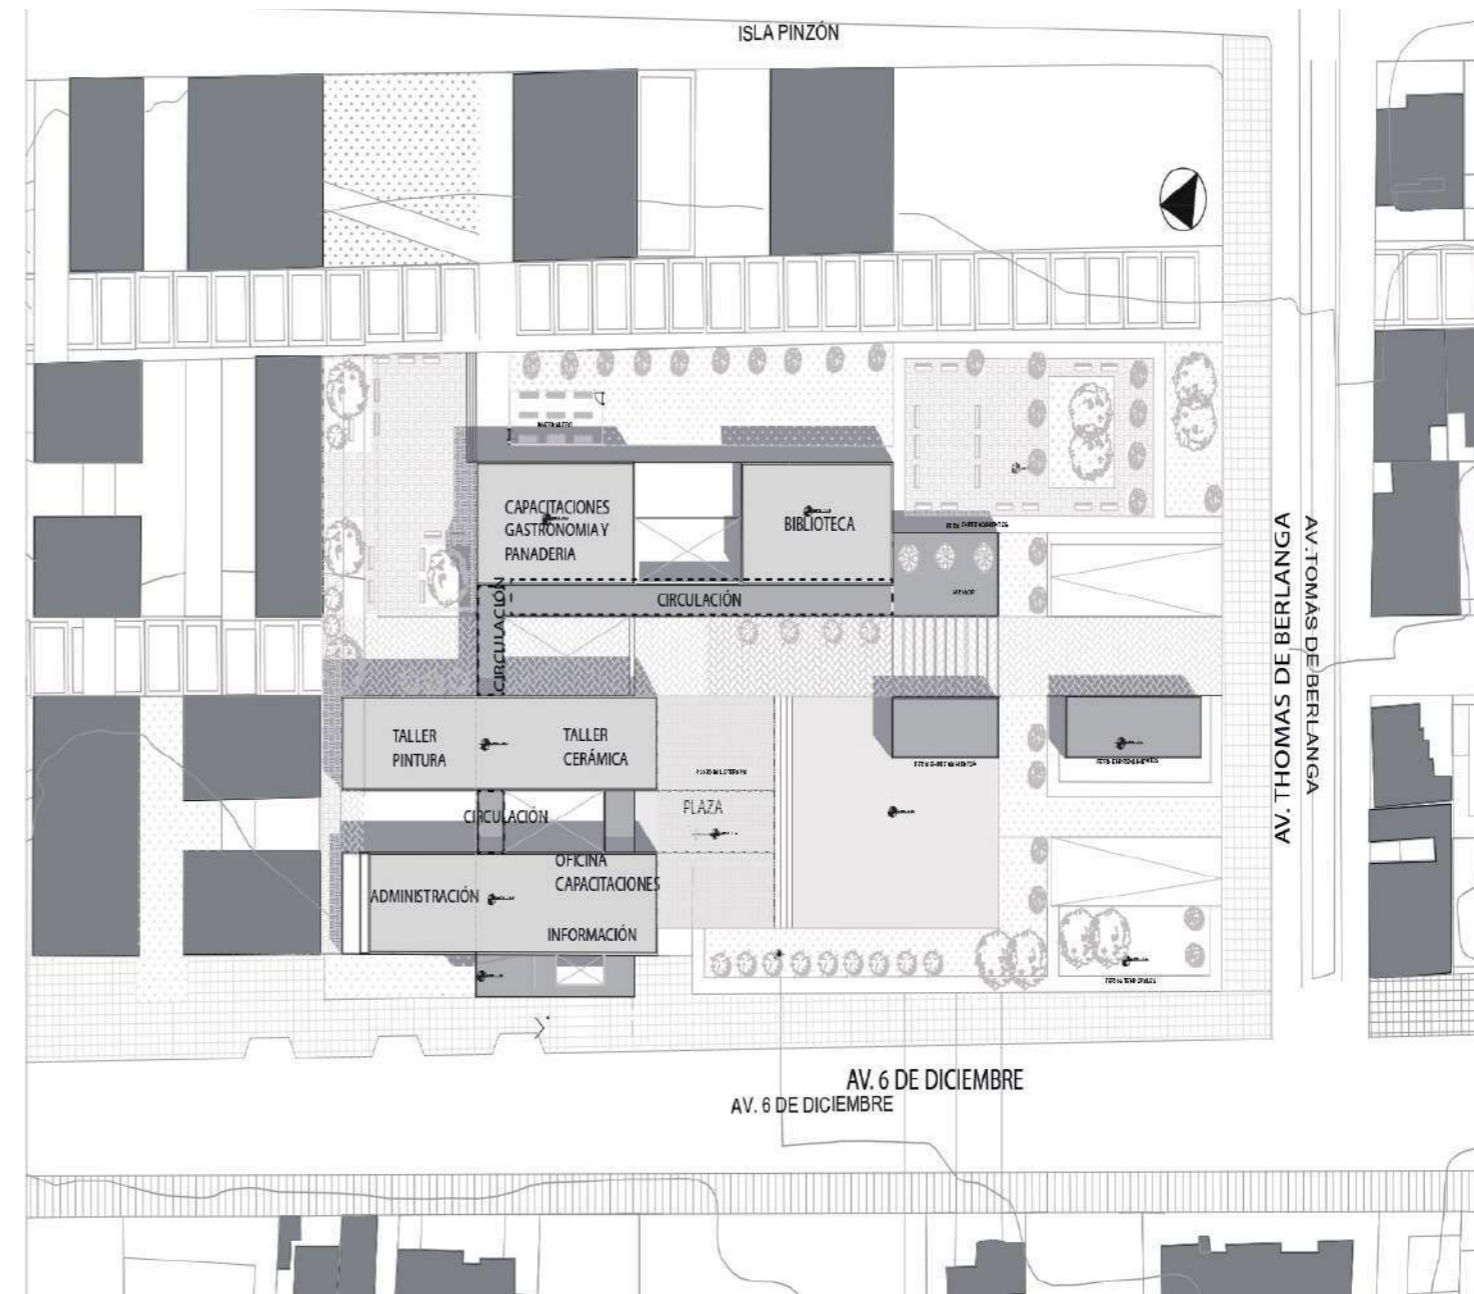 ISLA PINZÓN
CAPACITACIONES
GASTRONOMIA Y
PANADERIA
BIBLIOTECA
CIRCULACIÓN
CIRCULACIÓN
TALLER
PINTURA
TALLER
CERÁMICA
CIRCULACIÓN
PLAZA
OFICINA
CAPACITACIONES
ADMINISTRACIÓN
INFORMACIÓN
AV. THOMAS DE BERLANGA
AV. TOMÁS DE BERLANGA
AV. 6 DE DICIEMBRE
AV. 6 DE DICIEMBRE